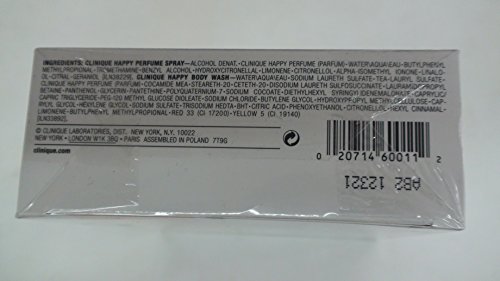 INGREDIENTS: CLINIQUE HAPPY PERFUME SPRAY—ALCOHOL DENAT.•CLINIQUE HAPPY PERFUME (PARFUM)•WATER\AQUA\EAU•BUTYLPHENYL
METHYLPROPIONAL•TROMETHAMINE•BENZYL ALCOHOL•HYDROXYCITRONELLAL•LIMONENE•CITRONELLOL•ALPHA-ISOMETHYL IONONE•LINALO-
OL•CITRAL•GERANIOL [ILN38229]. CLINIQUE HAPPY BODY WASH—WATER\AQUA\EAU•SODIUM LAURETH SULFATE•TEA-LAURYL SULFATE•
CLINIQUE HAPPY PERFUME (PARFUM)•COCAMIDE MEA•STEARETH-20•CETETH-20•DISODIUM LAURETH SULFOSUCCINATE•LAURAMIDOPROPYL
BETAINE•PANTHENOL•GLYCERIN•PANTETHINE•POLYQUATERNIUM-7•SODIUM COCOATE•DIETHYLHEXYL SYRINGYLIDENEMALONATE•CAPRYLIC/
CAPRIC TRIGLYCERIDE•PEG-120 METHYL GLUCOSE DIOLEATE•SODIUM CHLORIDE•BUTYLENE GLYCOL•HYDROXYPROPYL METHYLCELLULOSE•CAP-
RYLYL GLYCOL•HEXYLENE GLYCOL•SODIUM SULFATE•TRISODIUM HEDTA•BHT•CITRIC ACID•PHENOXYETHANOL•HEXYL CINNAMAL•
LIMONENE•BUTYLPHENYL METHYLPROPIONAL•RED 33 (CI 17200)•YELLOW 5 (CI 19140)
[ILN33892].
© CLINIQUE LABORATORIES, DIST. NEW YORK, N.Y. 10022
NEW YORK • LONDON W1K 3BQ • PARIS ASSEMBLED IN POLAND 779G
clinique.com
0 20714 60011 2
AB2 12321